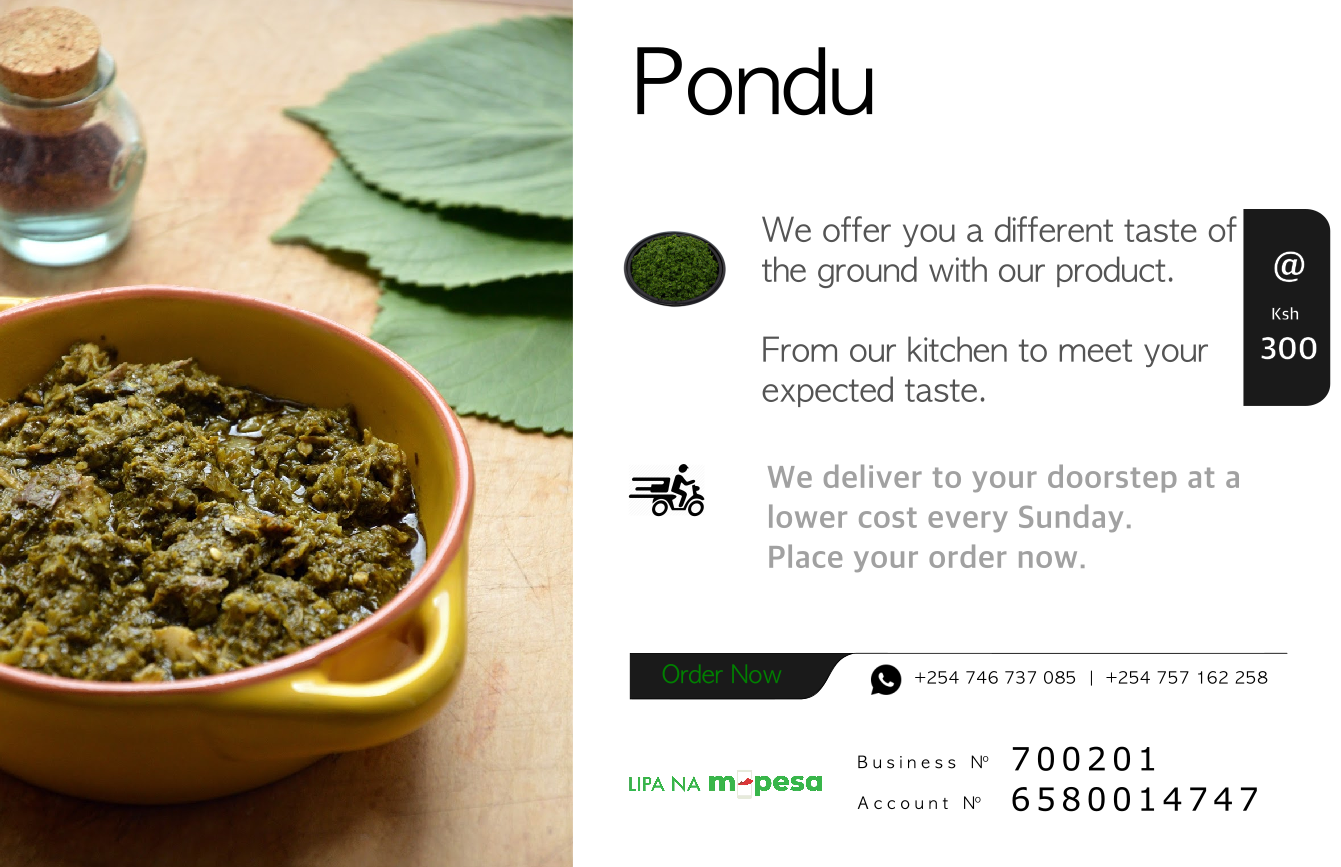 Pondu
We offer you a different taste of
the ground with our product.
From our kitchen to meet your
expected taste.
@
Ksh
300
We deliver to your doorstep at a
lower cost every Sunday.
Place your order now.
Order Now
+254 746 737 085 | +254 757 162 258
LIPA NA m-pesa
Business Nº 700201
Account Nº 6580014747